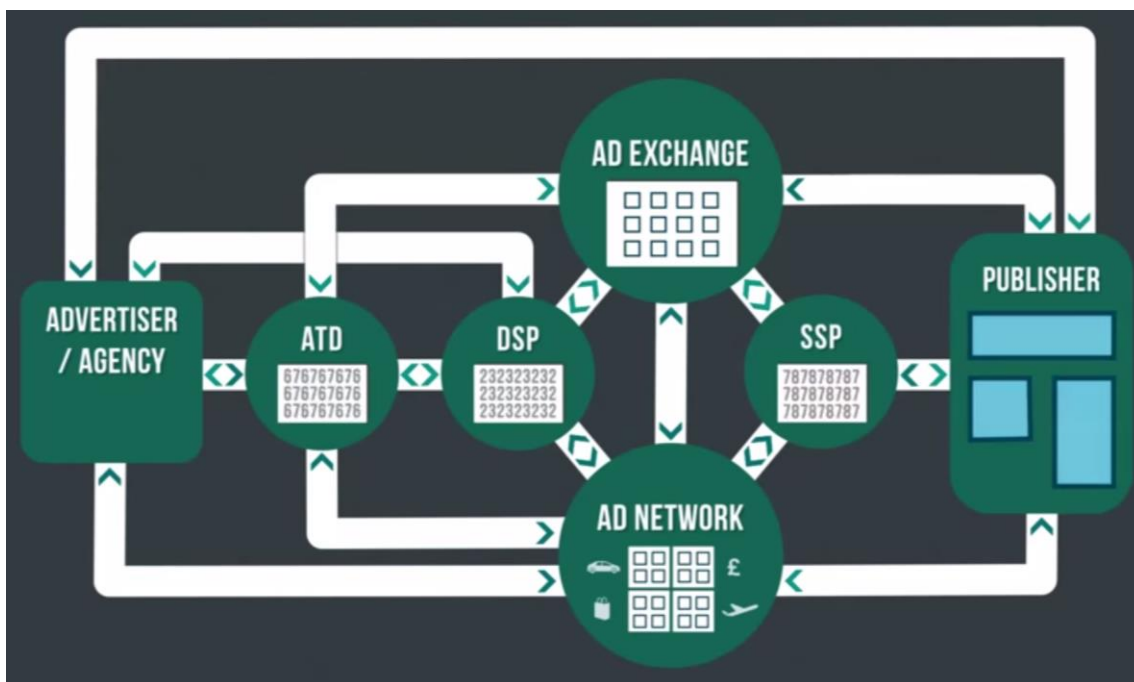 AD EXCHANGE
PUBLISHER
ADVERTISER
/ AGENCY
ATD
676767676
676767676
676767676
DSP
232323232
232323232
232323232
SSP
787878787
787878787
787878787
AD NETWORK
£